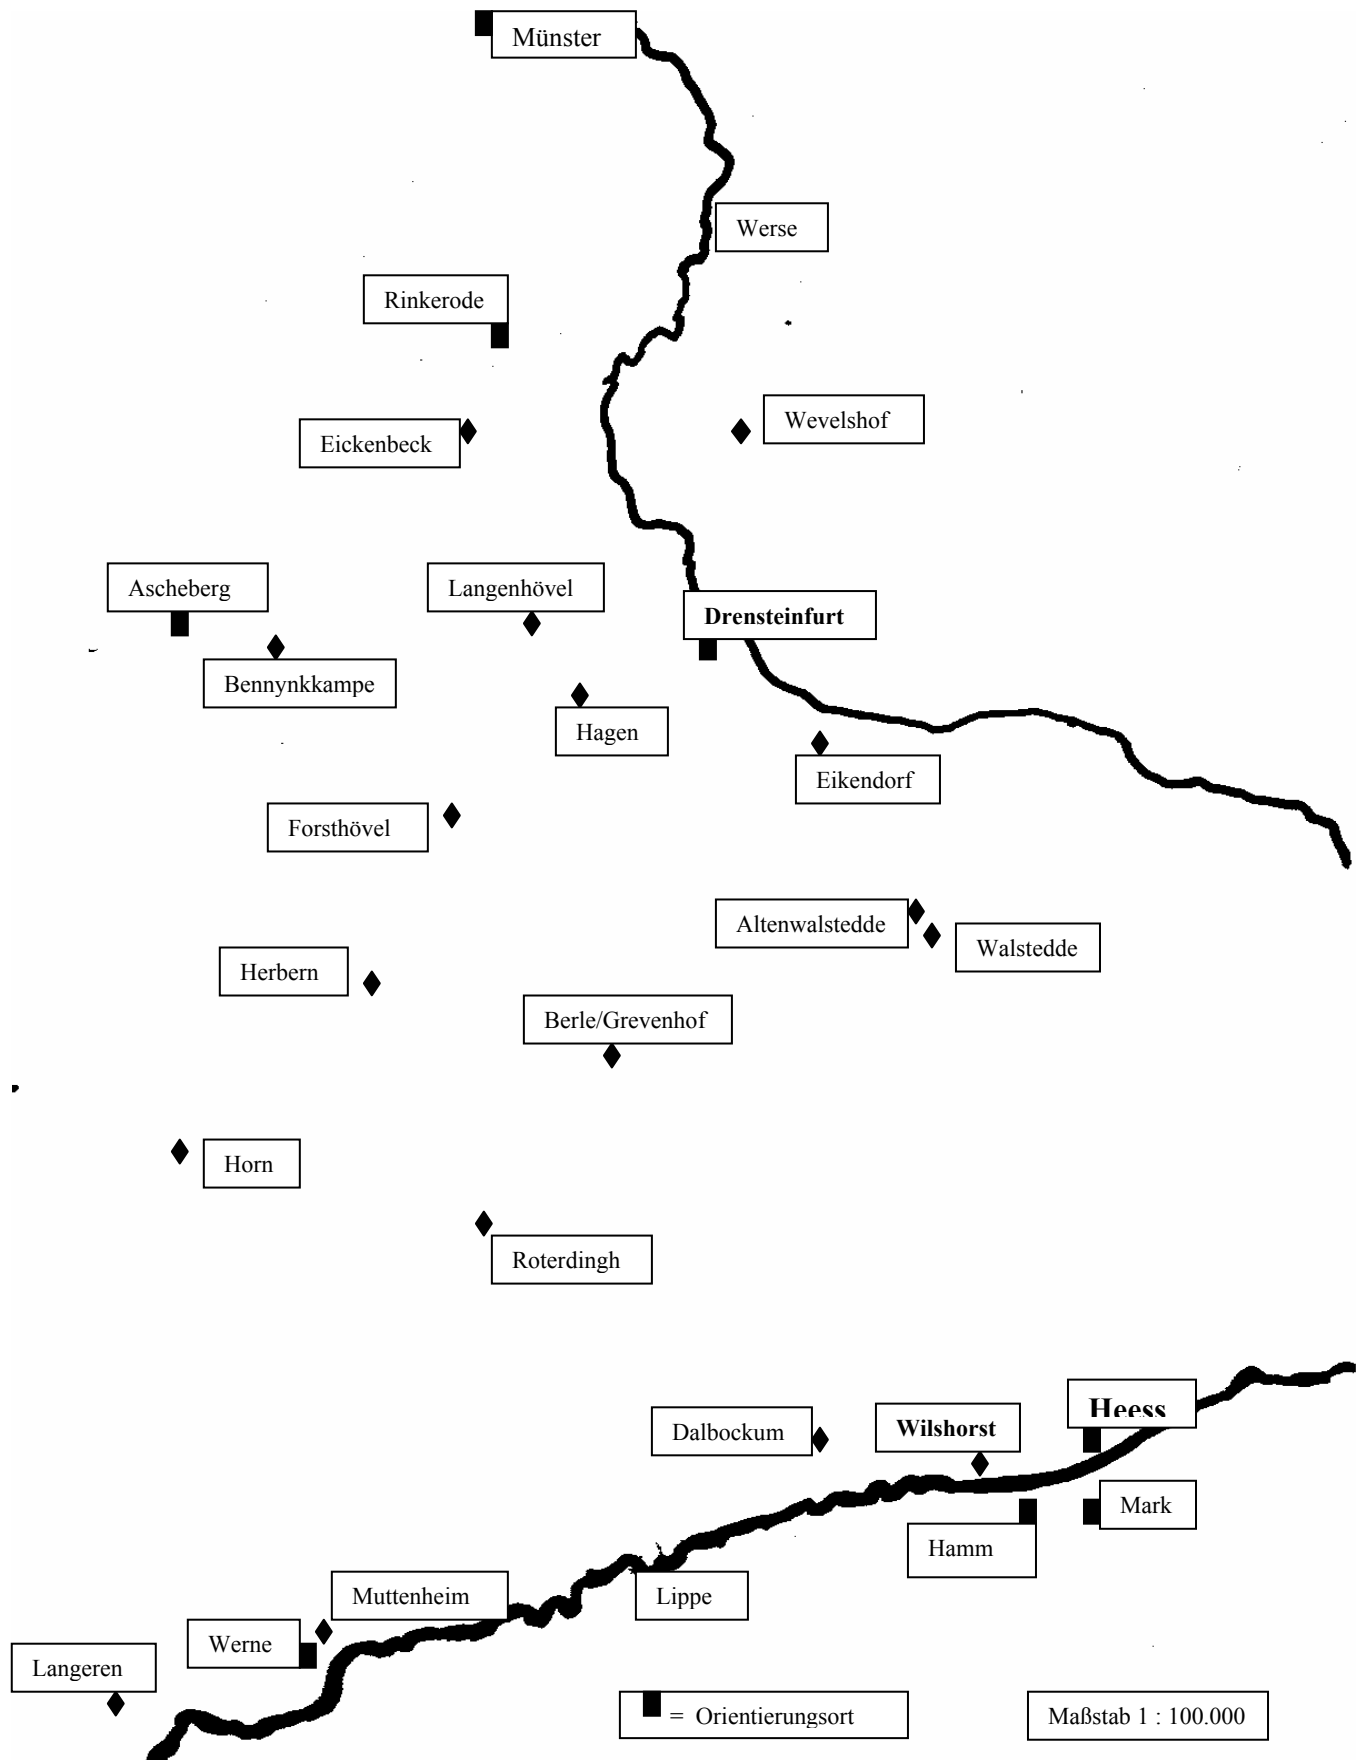 Münster
Werse
Rinkerode
Wevelshof
Eickenbeck
Ascheberg
Langenhövel
Drensteinfurt
Bennynkkampe
Hagen
Eikendorf
Forsthövel
Altenwalstedde
Walstedde
Herbern
Berle/Grevenhof
Horn
Roterdingh
Heess
Dalbockum
Wilshorst
Mark
Hamm
Muttenheim
Lippe
Werne
Langeren
= Orientierungsort
Maßstab 1 : 100.000